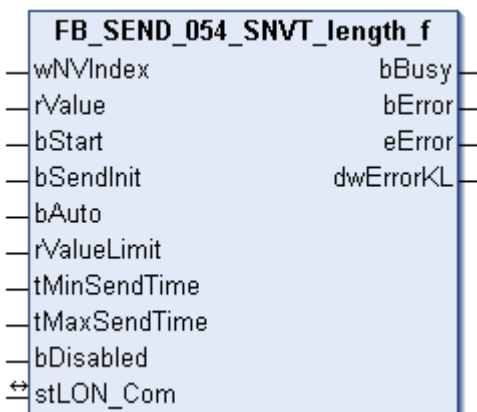 FB_SEND_054_SNVT_length_f
wNVIndex bBusy
rValue bError
bStart eError
bSendInit dwErrorKL
bAuto
rValueLimit
tMinSendTime
tMaxSendTime
bDisabled
stLON_Com